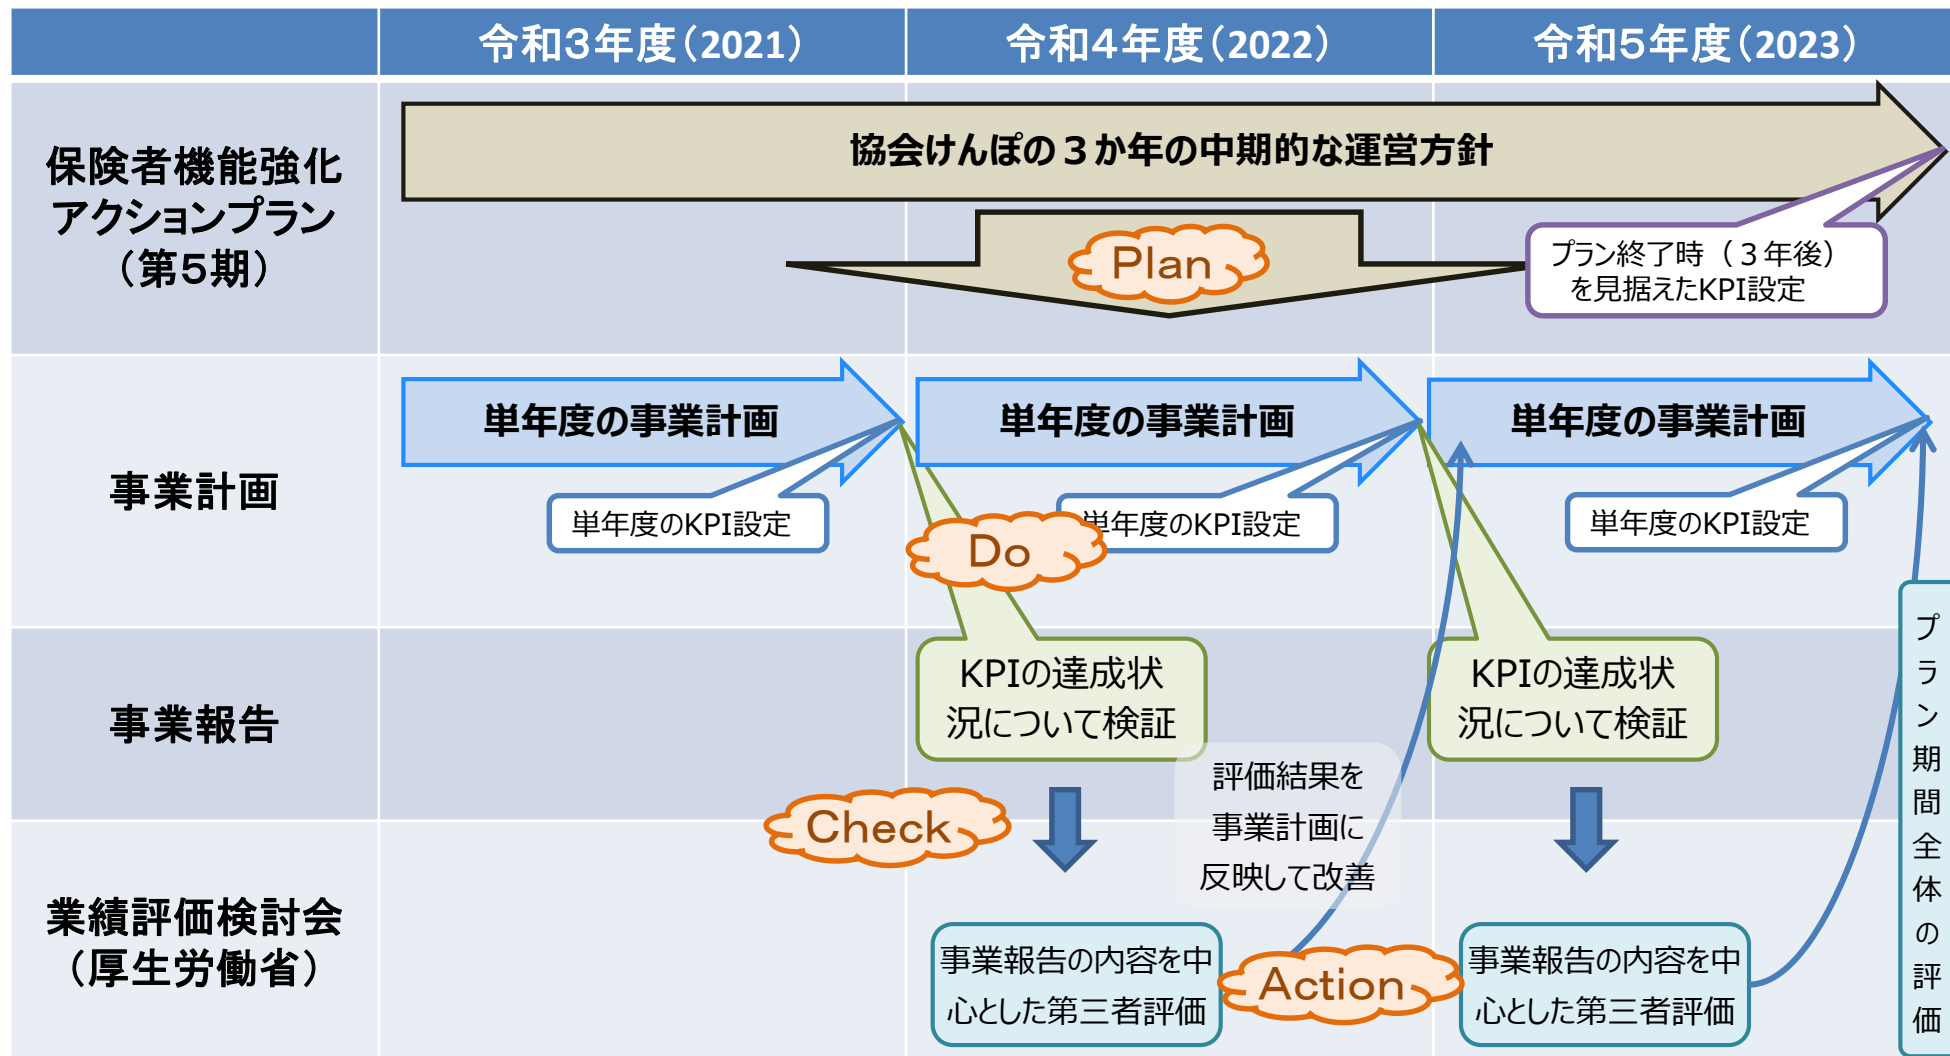 令和３年度（2021）
令和４年度（2022）
令和５年度（2023）
保険者機能強化
アクションプラン
（第５期）
協会けんぽの３か年の中期的な運営方針
Plan
プラン終了時（３年後）
を見据えたKPI設定
事業計画
単年度の事業計画
単年度の事業計画
単年度の事業計画
単年度のKPI設定
単年度のKPI設定
単年度のKPI設定
Do
事業報告
KPIの達成状
況について検証
KPIの達成状
況について検証
Check
評価結果を
事業計画に
反映して改善
業績評価検討会
（厚生労働省）
事業報告の内容を中
心とした第三者評価
Action
事業報告の内容を中
心とした第三者評価
プラン期間全体の評価